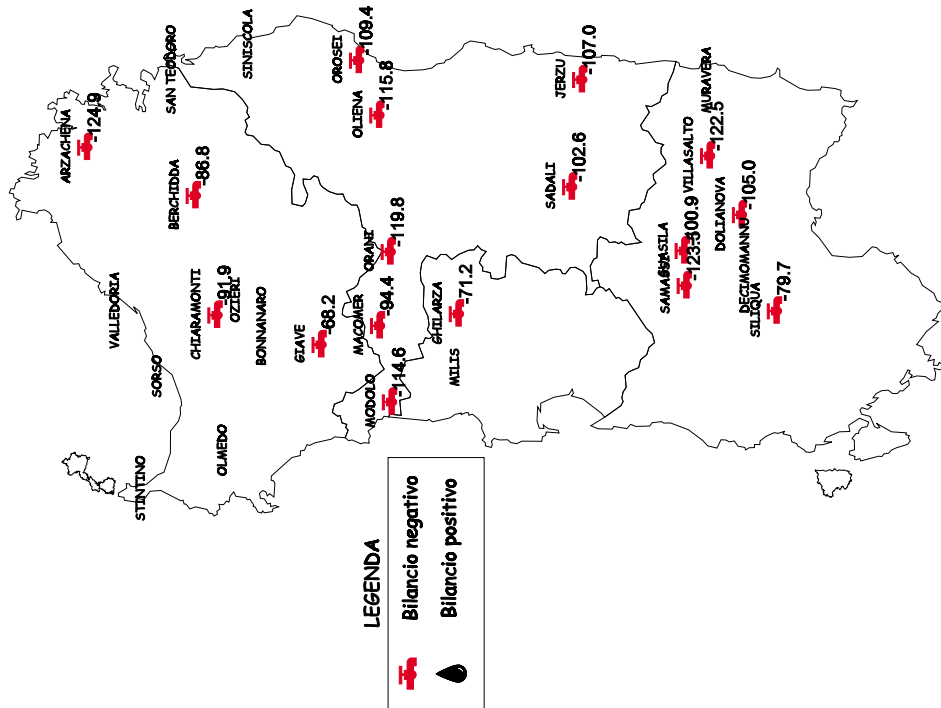 STINTINO
SORSO
VALLEDORIA
ARZACHENA
-124.9
SAN TEODORO
OLMEDO
CHIARAMONTI
-91.9
OZIERI
BERCHIDDA
-86.8
SINISCOLA
BONNANARO
GIAVE
-68.2
OROSEI
-109.4
OLIENA
-115.8
MODOLO
-114.6
MACOMER
-94.4
ORANI
-119.8
MILIS
GHILARZA
-71.2
SADALI
-102.6
JERZU
-107.0
SAMASSI
-123.5
GUASILA
-100.9
VILLASALTO
-122.5
MURAVERA
DOLIANOVA
-105.0
DECIMOMANNU
SILIQUA
-79.7
LEGENDA
Bilancio negativo
Bilancio positivo